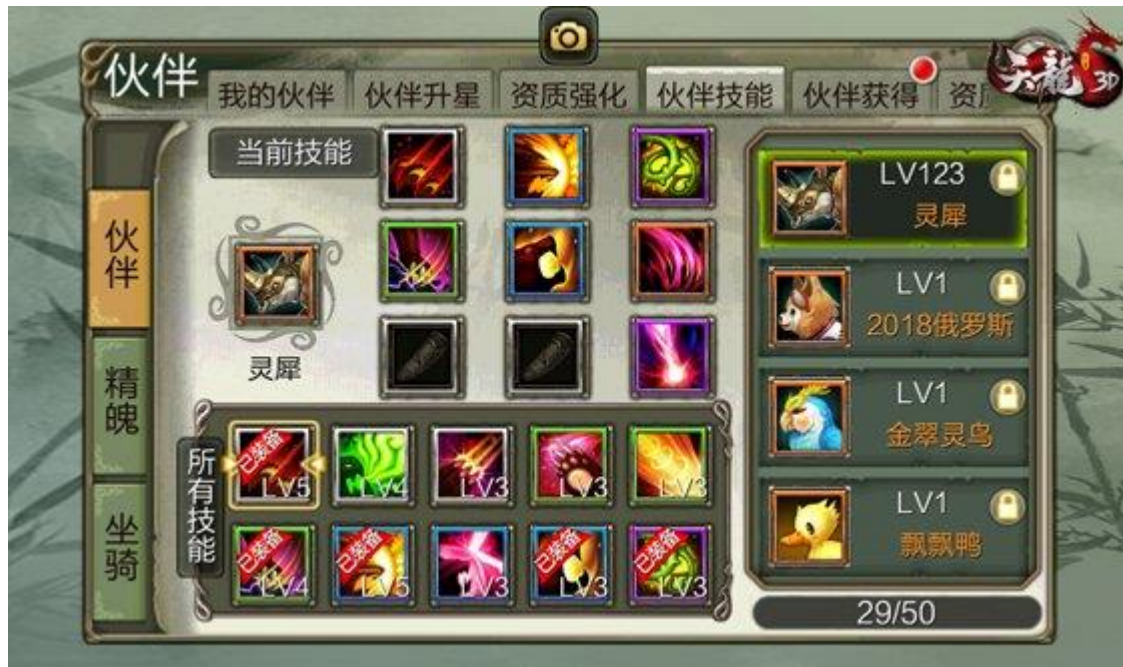 伙伴
我的伙伴
伙伴升星
资质强化
伙伴技能
伙伴获得
资
天龍3D
伙伴
精魄
坐骑
当前技能
灵犀
所有技能
已装备
LV5
LV4
LV3
LV3
LV3
已装备
LV4
已装备
LV5
LV3
已装备
LV3
已装备
LV3
LV123
灵犀
LV1
2018俄罗斯
LV1
金翠灵鸟
LV1
飘飘鸭
29/50